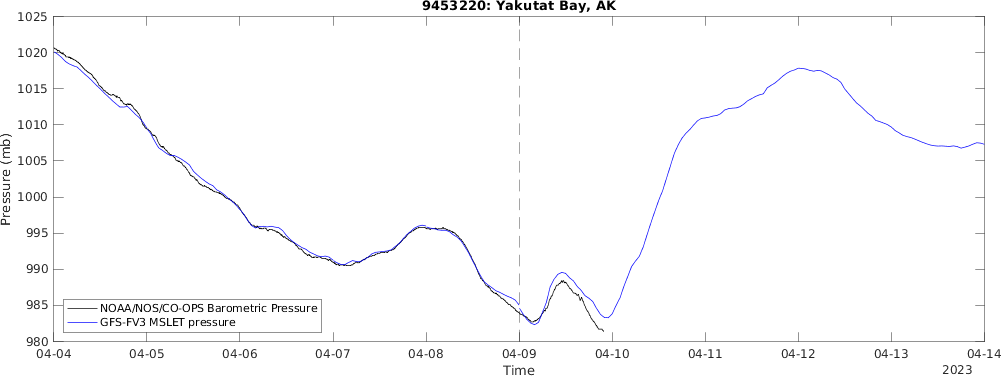 9453220: Yakutat Bay, AK
1025
1020
1015
1010
1005
1000
995
990
985
980
Pressure (mb)
NOAA/NOS/CO-OPS Barometric Pressure
GFS-FV3 MSLET pressure
04-04 04-05 04-06 04-07 04-08 04-09 04-10 04-11 04-12 04-13 04-14
Time
2023